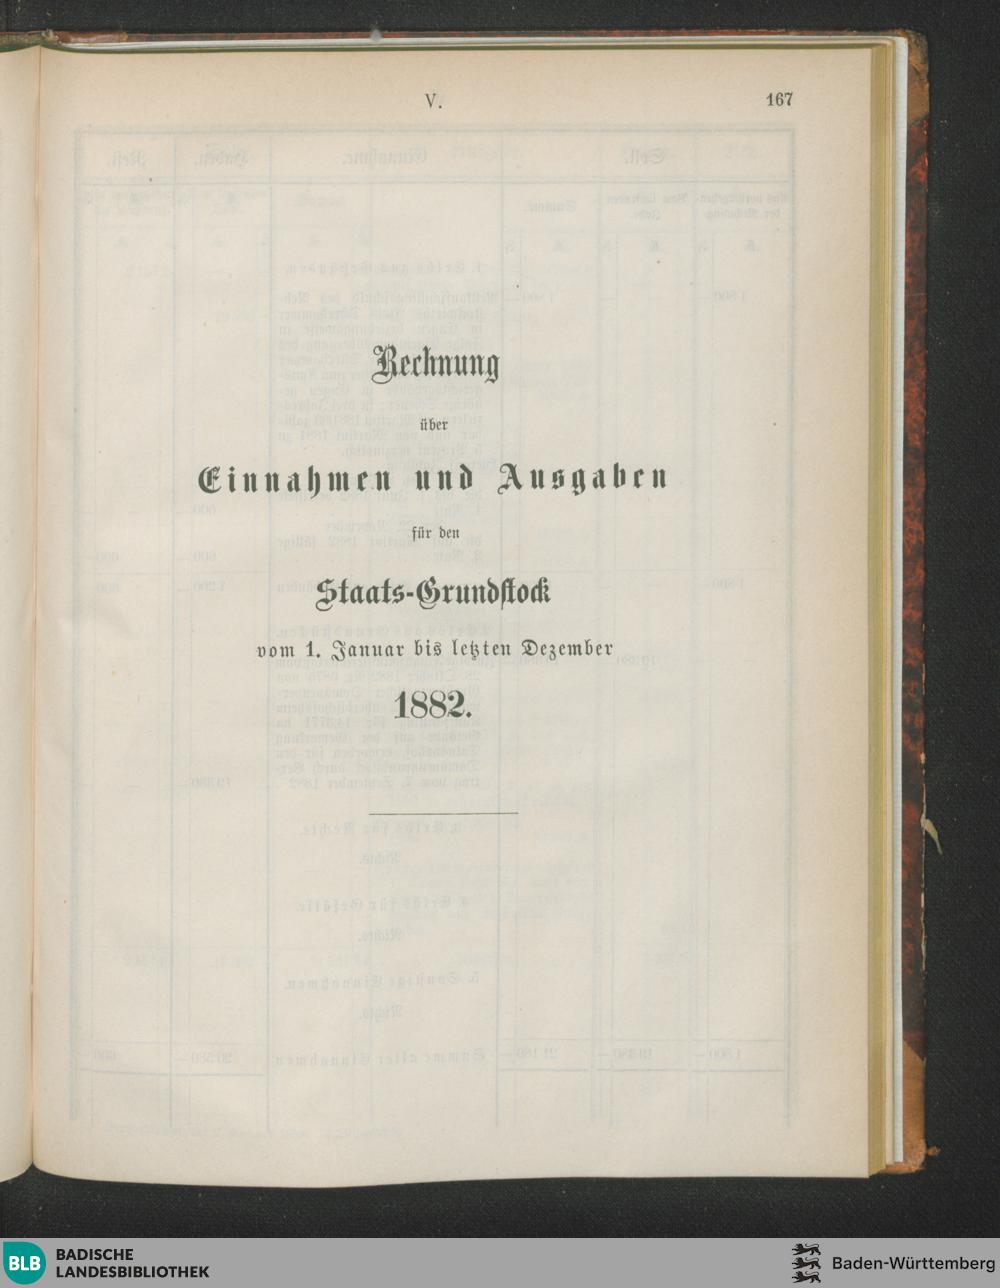 V.
167
Rechnung
über
Einnahmen und Ausgaben
für den
Staats-Grundstock
vom 1. Januar bis letzten Dezember
1882.
BLB
BADISCHE
LANDESBIBLIOTHEK
Baden-Württemberg